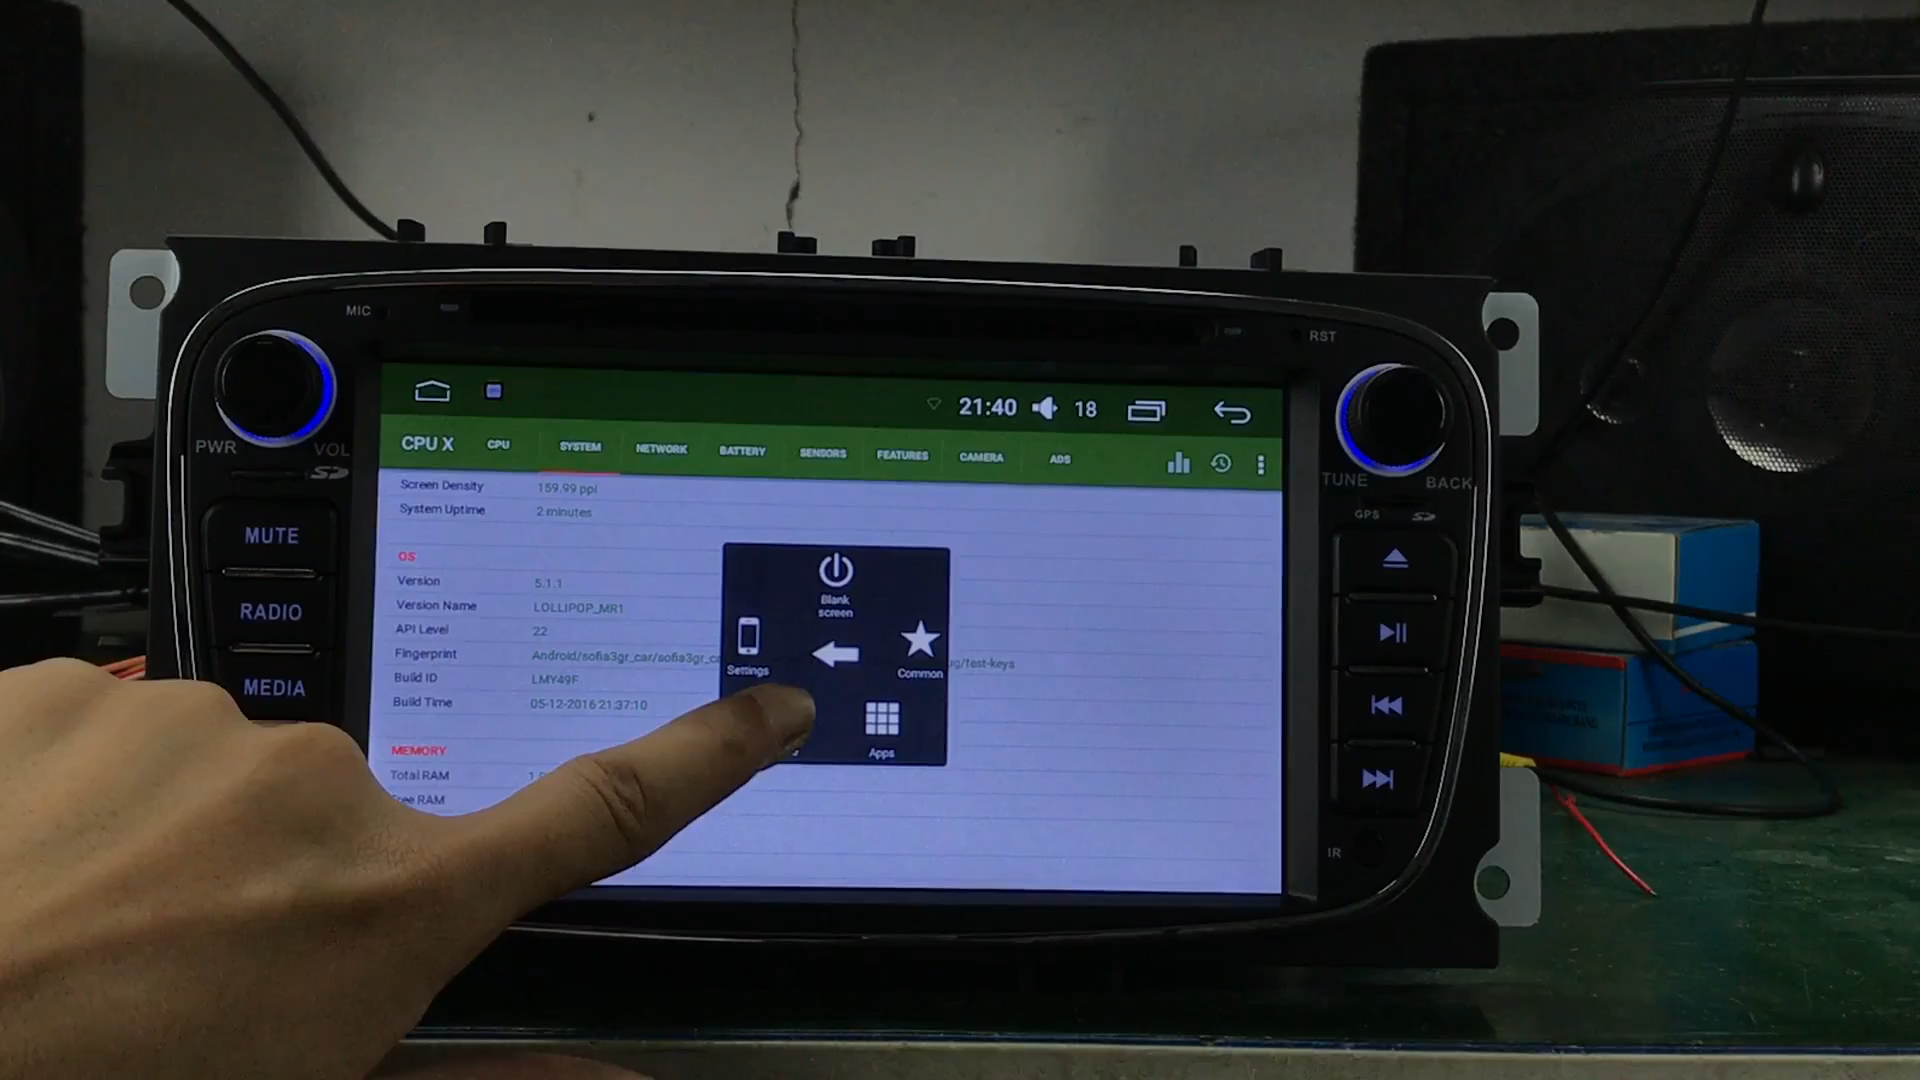 MIC
RST
PWR
VOL
TUNE
BACK
GPS
IR
MUTE
RADIO
MEDIA
21:40
18
CPU X
CPU
SYSTEM
NETWORK
BATTERY
SENSORS
FEATURES
CAMERA
ADS
Screen Density 159.99 ppi
System Uptime 2 minutes
OS
Version 5.1.1
Version Name LOLLIPOP_MR1
API Level 22
Fingerprint Android/sofia3gr_car/sofia3gr_ /test-keys
Build ID LMY49F
Build Time 05-12-2016 21:37:10
MEMORY
Total RAM
Free RAM
Blank
screen
Settings
Common
Apps